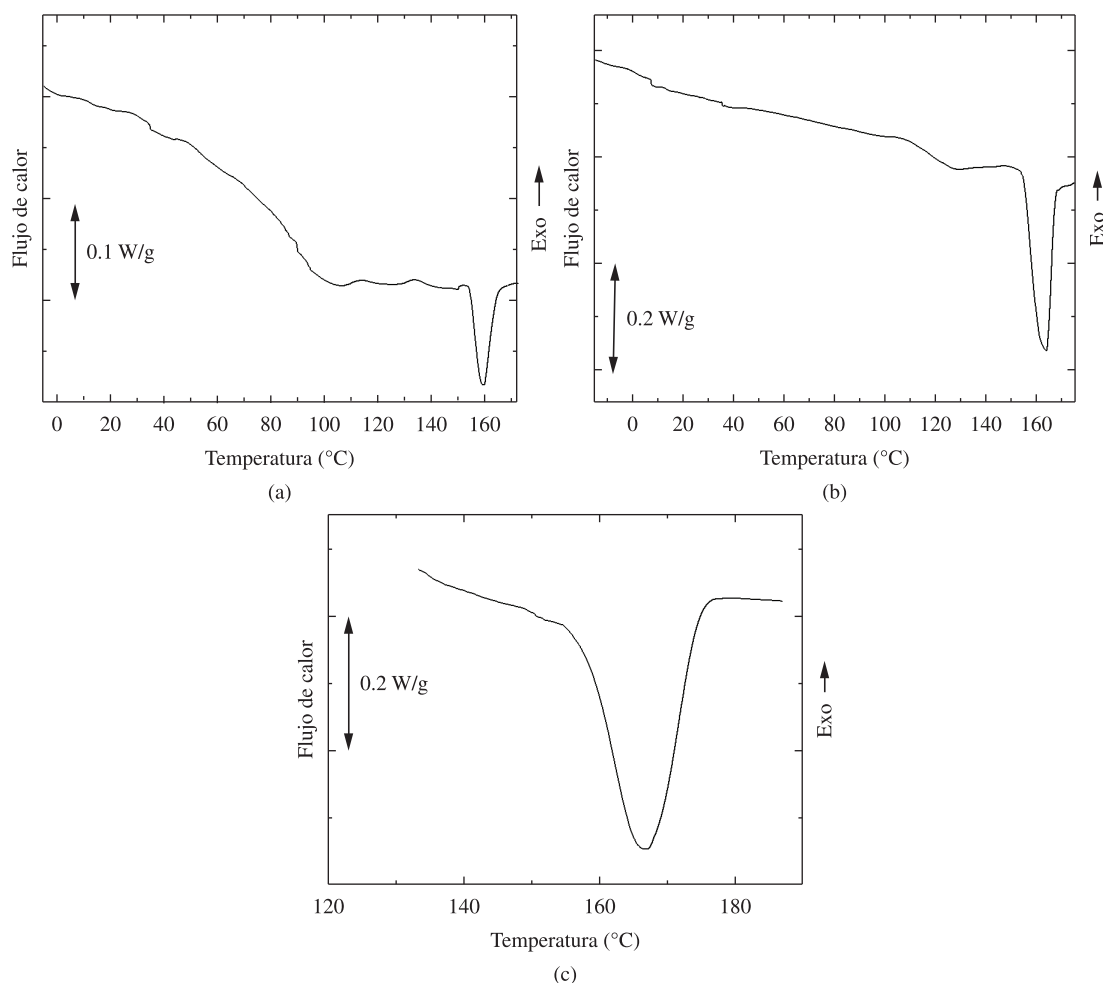 Flujo de calor
0.1 W/g
Exo
0 20 40 60 80 100 120 140 160
Temperatura (°C)
(a)
Flujo de calor
0.2 W/g
Exo
0 20 40 60 80 100 120 140 160
Temperatura (°C)
(b)
Flujo de calor
0.2 W/g
Exo
120 140 160 180
Temperatura (°C)
(c)